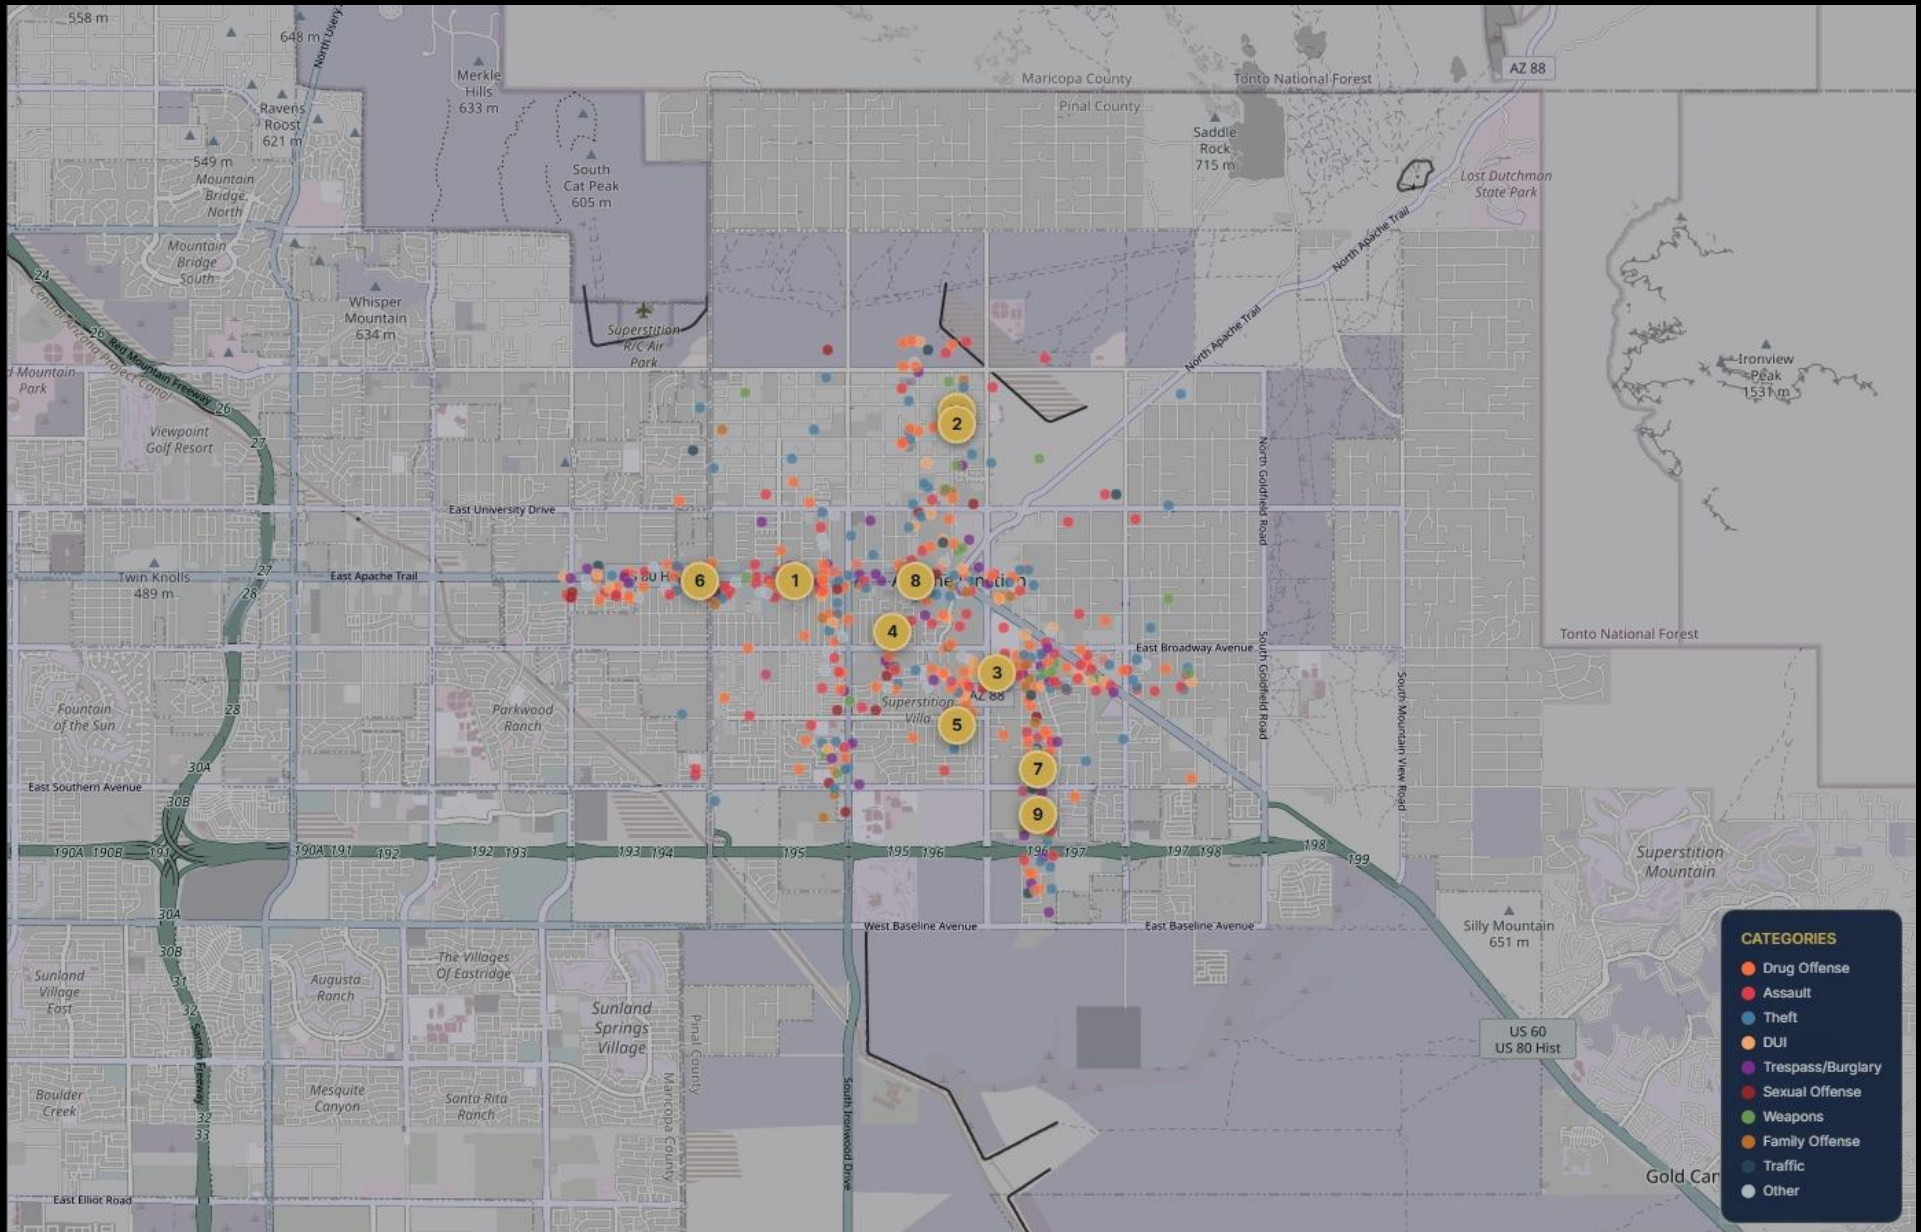 558 m
648 m
North Usery
Merkle
Hills
633 m
Maricopa County
Tonto National Forest
AZ 88
Pinal County
Ravens
Roost
621 m
Saddle
Rock
715 m
549 m
Mountain
Bridge
North
South
Cat Peak
605 m
Lost Dutchman
State Park
North Apache Trail
Mountain
Bridge
South
24
Central Arizona Project Canal
Whisper
Mountain
634 m
Superstition
R/C Air
Park
North Apache Trail
26
Red Mountain Freeway
26
d Mountain
Park
Ironview
Peak
1531 m
2
Viewpoint
Golf Resort
27
North Goldfield Road
East University Drive
27
Twin Knolls
489 m
East Apache Trail
28
6
1
8
4
East Broadway Avenue
South Goldfield Road
Tonto National Forest
3
AZ 88
South Mountain View Road
Fountain
of the Sun
28
Parkwood
Ranch
Superstition
Villa
5
30A
7
East Southern Avenue
30B
9
190A 190B
191
190A 191
192
192 193
193 194
195
195 196
196
197
197 198
198
199
Superstition
Mountain
30A
West Baseline Avenue
East Baseline Avenue
Silly Mountain
651 m
30B
Sunland
Village
East
31
Augusta
Ranch
The Villages
Of Eastridge
32
Sunland
Springs
Village
Pinal County
Maricopa County
Santan Freeway
US 60
US 80 Hist
South Ironwood Drive
Boulder
Creek
Mesquite
Canyon
Santa Rita
Ranch
32
33
Gold Can
East Elliot Road
CATEGORIES
Drug Offense
Assault
Theft
DUI
Trespass/Burglary
Sexual Offense
Weapons
Family Offense
Traffic
Other